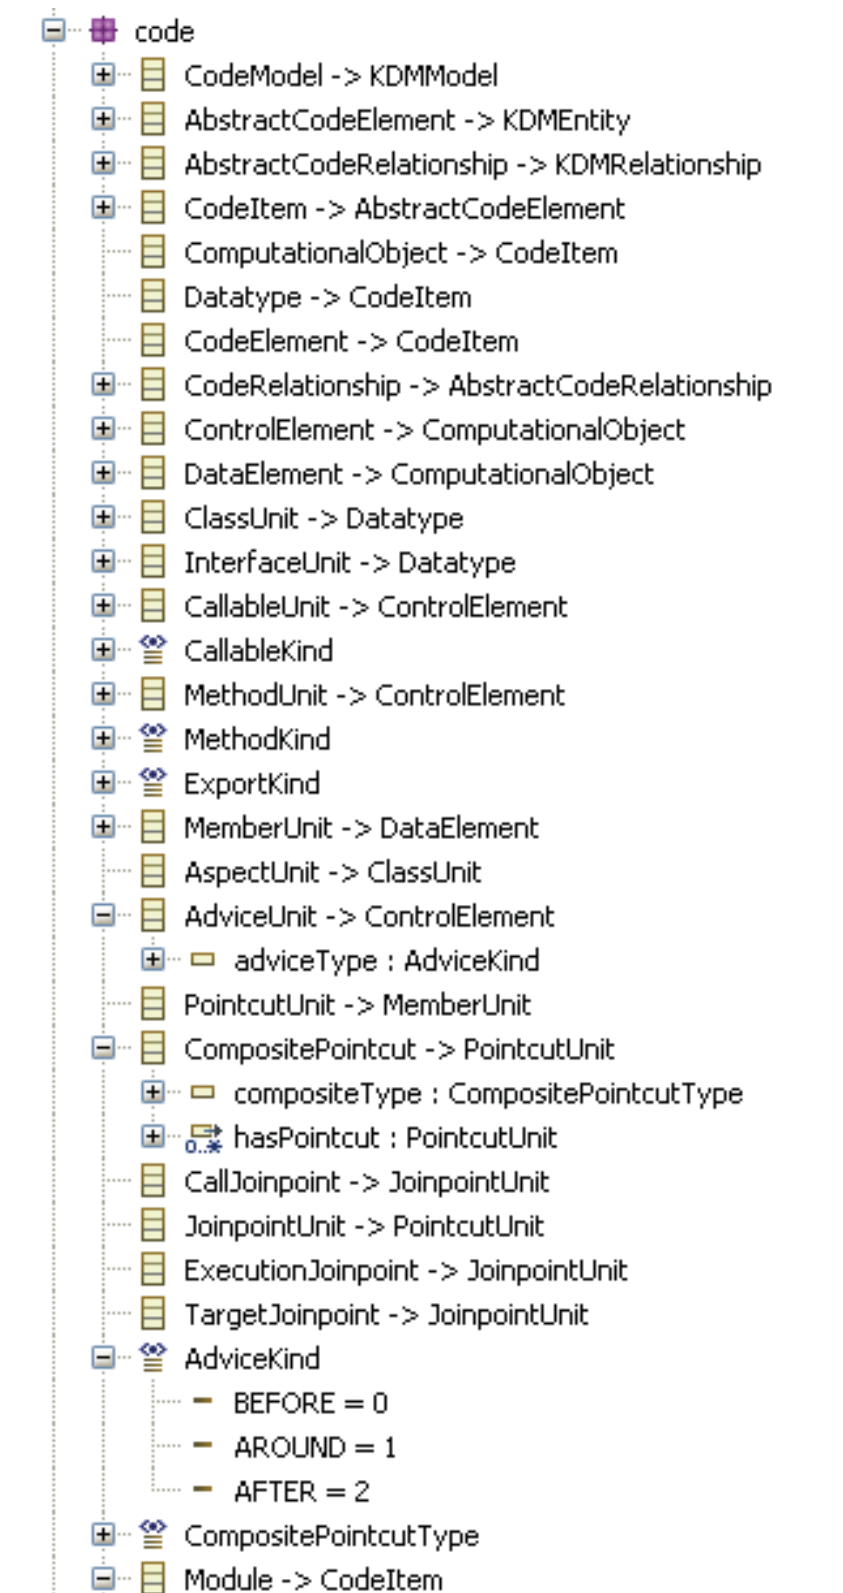 code
CodeModel -> KDMModel
AbstractCodeElement -> KDMEntity
AbstractCodeRelationship -> KDMRelationship
CodeItem -> AbstractCodeElement
ComputationalObject -> CodeItem
Datatype -> CodeItem
CodeElement -> CodeItem
CodeRelationship -> AbstractCodeRelationship
ControlElement -> ComputationalObject
DataElement -> ComputationalObject
ClassUnit -> Datatype
InterfaceUnit -> Datatype
CallableUnit -> ControlElement
CallableKind
MethodUnit -> ControlElement
MethodKind
ExportKind
MemberUnit -> DataElement
AspectUnit -> ClassUnit
AdviceUnit -> ControlElement
adviceType : AdviceKind
PointcutUnit -> MemberUnit
CompositePointcut -> PointcutUnit
compositeType : CompositePointcutType
0..* hasPointcut : PointcutUnit
CallJoinpoint -> JoinpointUnit
JoinpointUnit -> PointcutUnit
ExecutionJoinpoint -> JoinpointUnit
TargetJoinpoint -> JoinpointUnit
AdviceKind
BEFORE = 0
AROUND = 1
AFTER = 2
CompositePointcutType
Module -> CodeItem